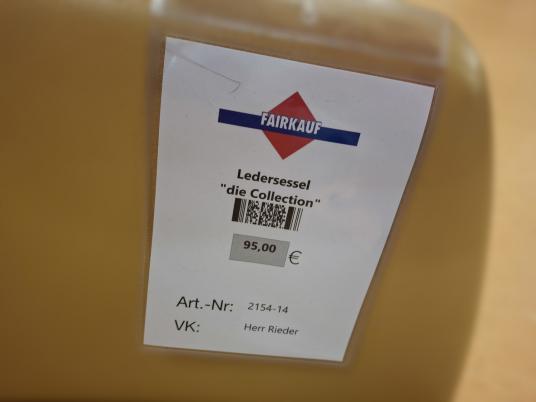 FAIRKAUF
Ledersessel
"die Collection"
95,00 €
Art.-Nr: 2154-14
VK: Herr Rieder